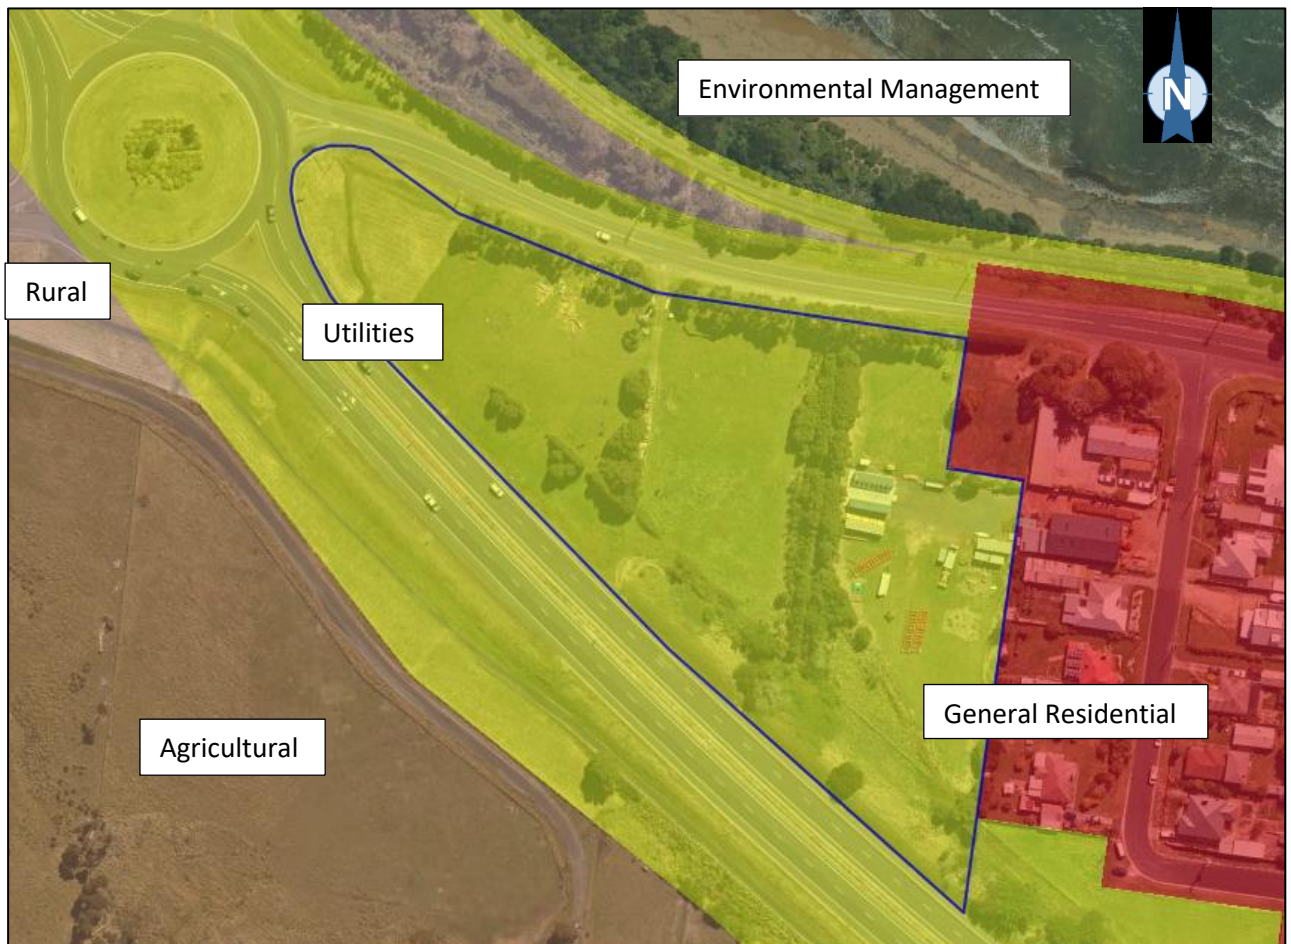 Environmental Management
N
Rural
Utilities
General Residential
Agricultural